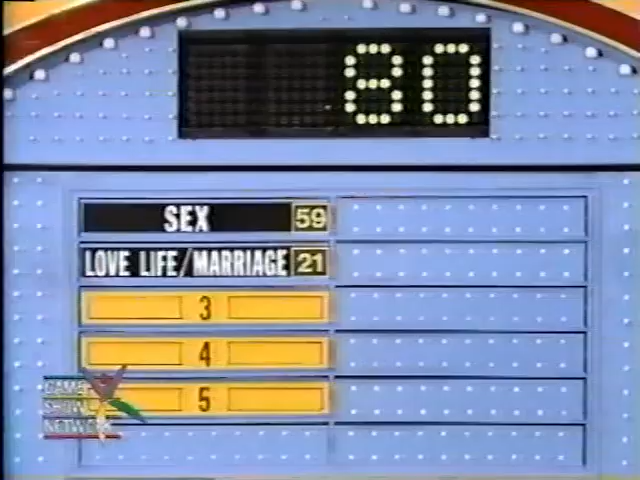 80
SEX 59
LOVE LIFE/MARRIAGE 21
3
4
5
GAME
SHOW
NETWORK